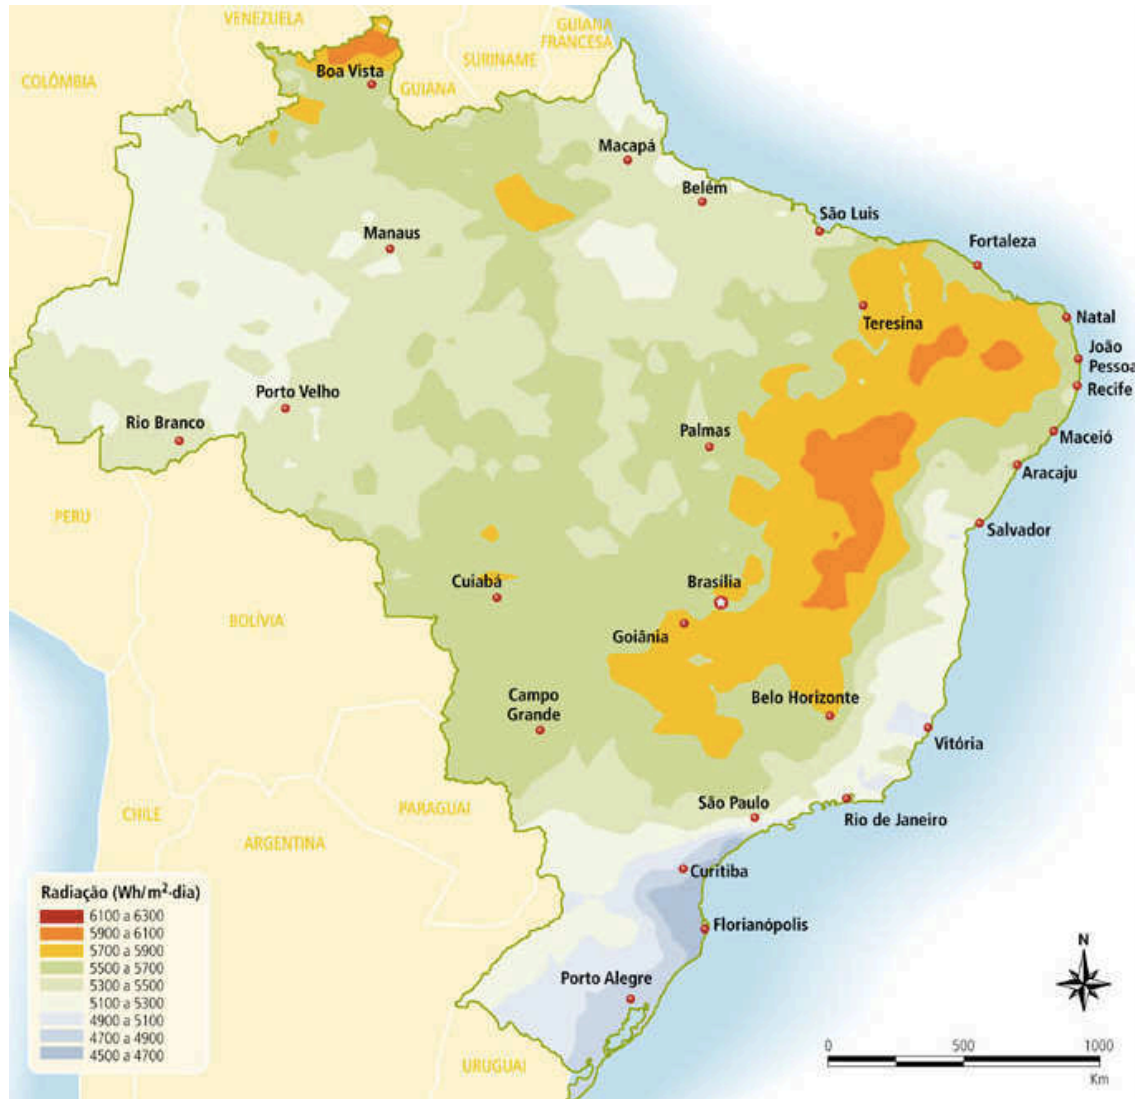 VENEZUELA
GUIANA
FRANCESA
SURINAME
COLÔMBIA
Boa Vista
GUIANA
Macapá
Belém
São Luis
Manaus
Fortaleza
Teresina
Natal
João
Pessoa
Recife
Porto Velho
Rio Branco
Palmas
Maceió
Aracaju
PERU
Salvador
Cuiabá
Brasília
BOLÍVIA
Goiânia
Campo
Grande
Belo Horizonte
Vitória
São Paulo
CHILE
PARAGUAI
Rio de Janeiro
ARGENTINA
Curitiba
Radiação (Wh/m²·dia)
6100 a 6300
5900 a 6100
5700 a 5900
5500 a 5700
5300 a 5500
5100 a 5300
4900 a 5100
4700 a 4900
4500 a 4700
Florianópolis
Porto Alegre
URUGUAI
N
0 500 1000
Km